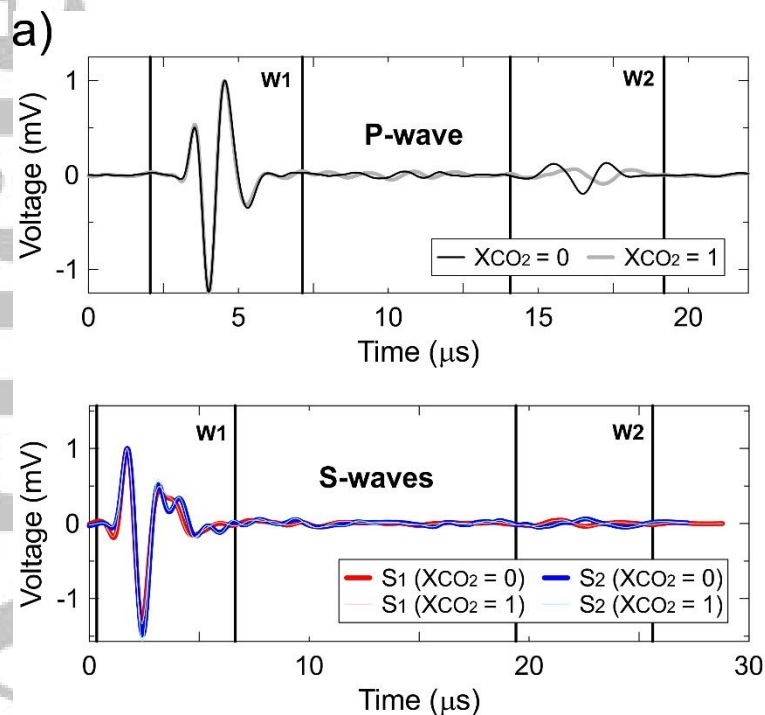 a)
W1
W2
P-wave
Voltage (mV)
1
0
-1
XCO2 = 0
XCO2 = 1
0
5
10
15
20
Time (μs)
W1
W2
S-waves
Voltage (mV)
1
0
-1
S1 (XCO2 = 0)
S2 (XCO2 = 0)
S1 (XCO2 = 1)
S2 (XCO2 = 1)
0
10
20
30
Time (μs)